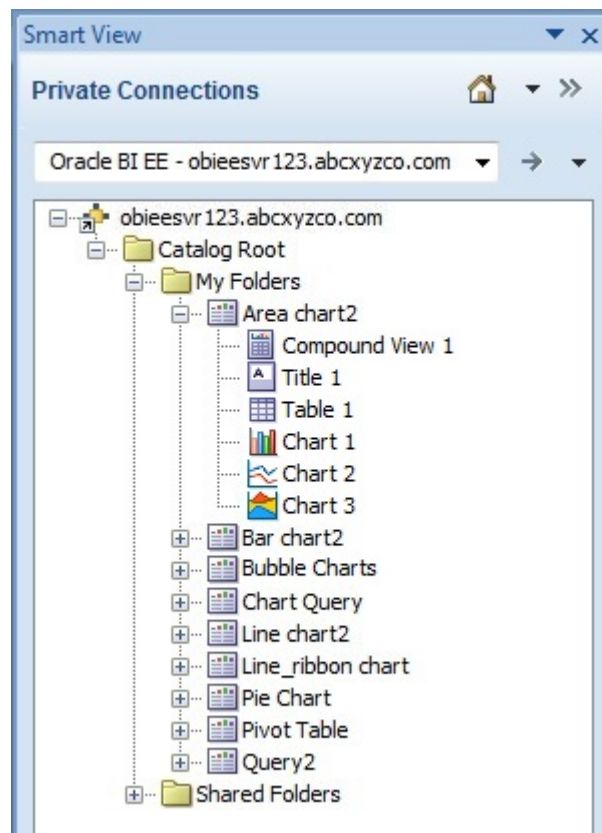 Smart View
Private Connections
Oracle BI EE - obieesvr123.abcxyzco.com
obieesvr123.abcxyzco.com
Catalog Root
My Folders
Area chart2
Compound View 1
Title 1
Table 1
Chart 1
Chart 2
Chart 3
Bar chart2
Bubble Charts
Chart Query
Line chart2
Line_ribbon chart
Pie Chart
Pivot Table
Query2
Shared Folders